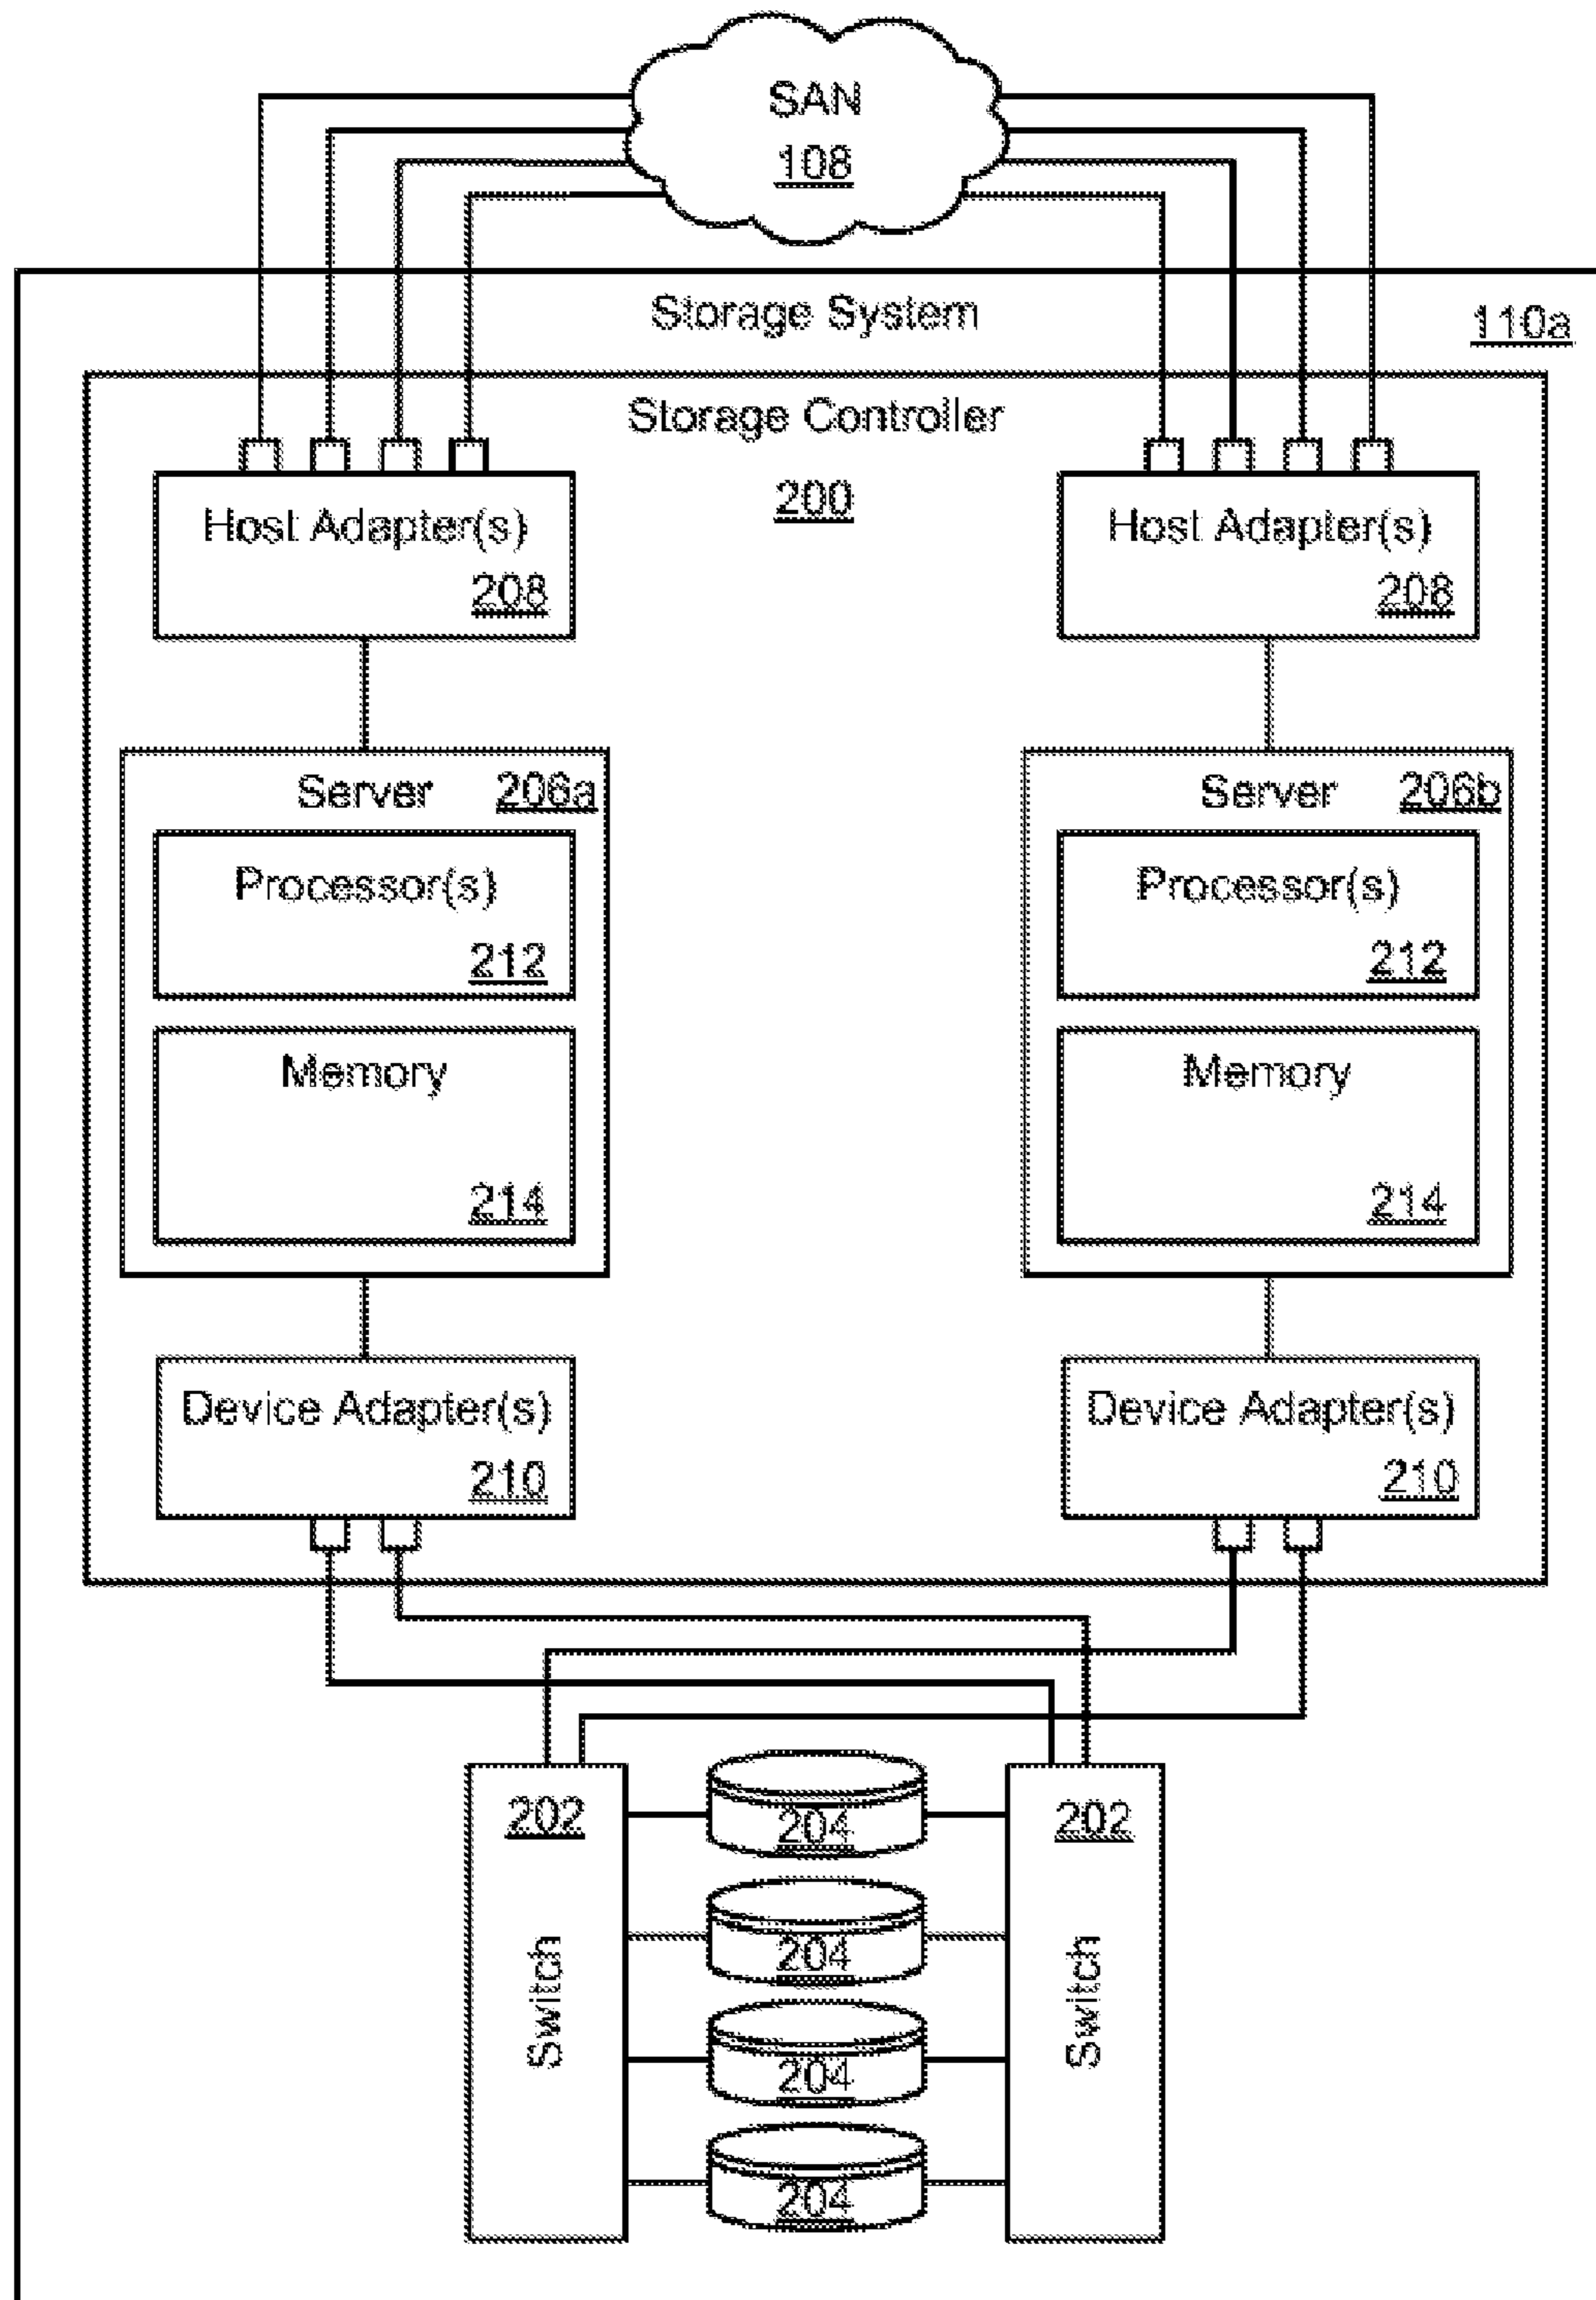 SAN
108
Storage System
110a
Storage Controller
200
Host Adapter(s)
208
Host Adapter(s)
208
Server 206a
Processor(s)
212
Memory
214
Server 206b
Processor(s)
212
Memory
214
Device Adapter(s)
210
Device Adapter(s)
210
202
Switch
204
204
204
204
202
Switch